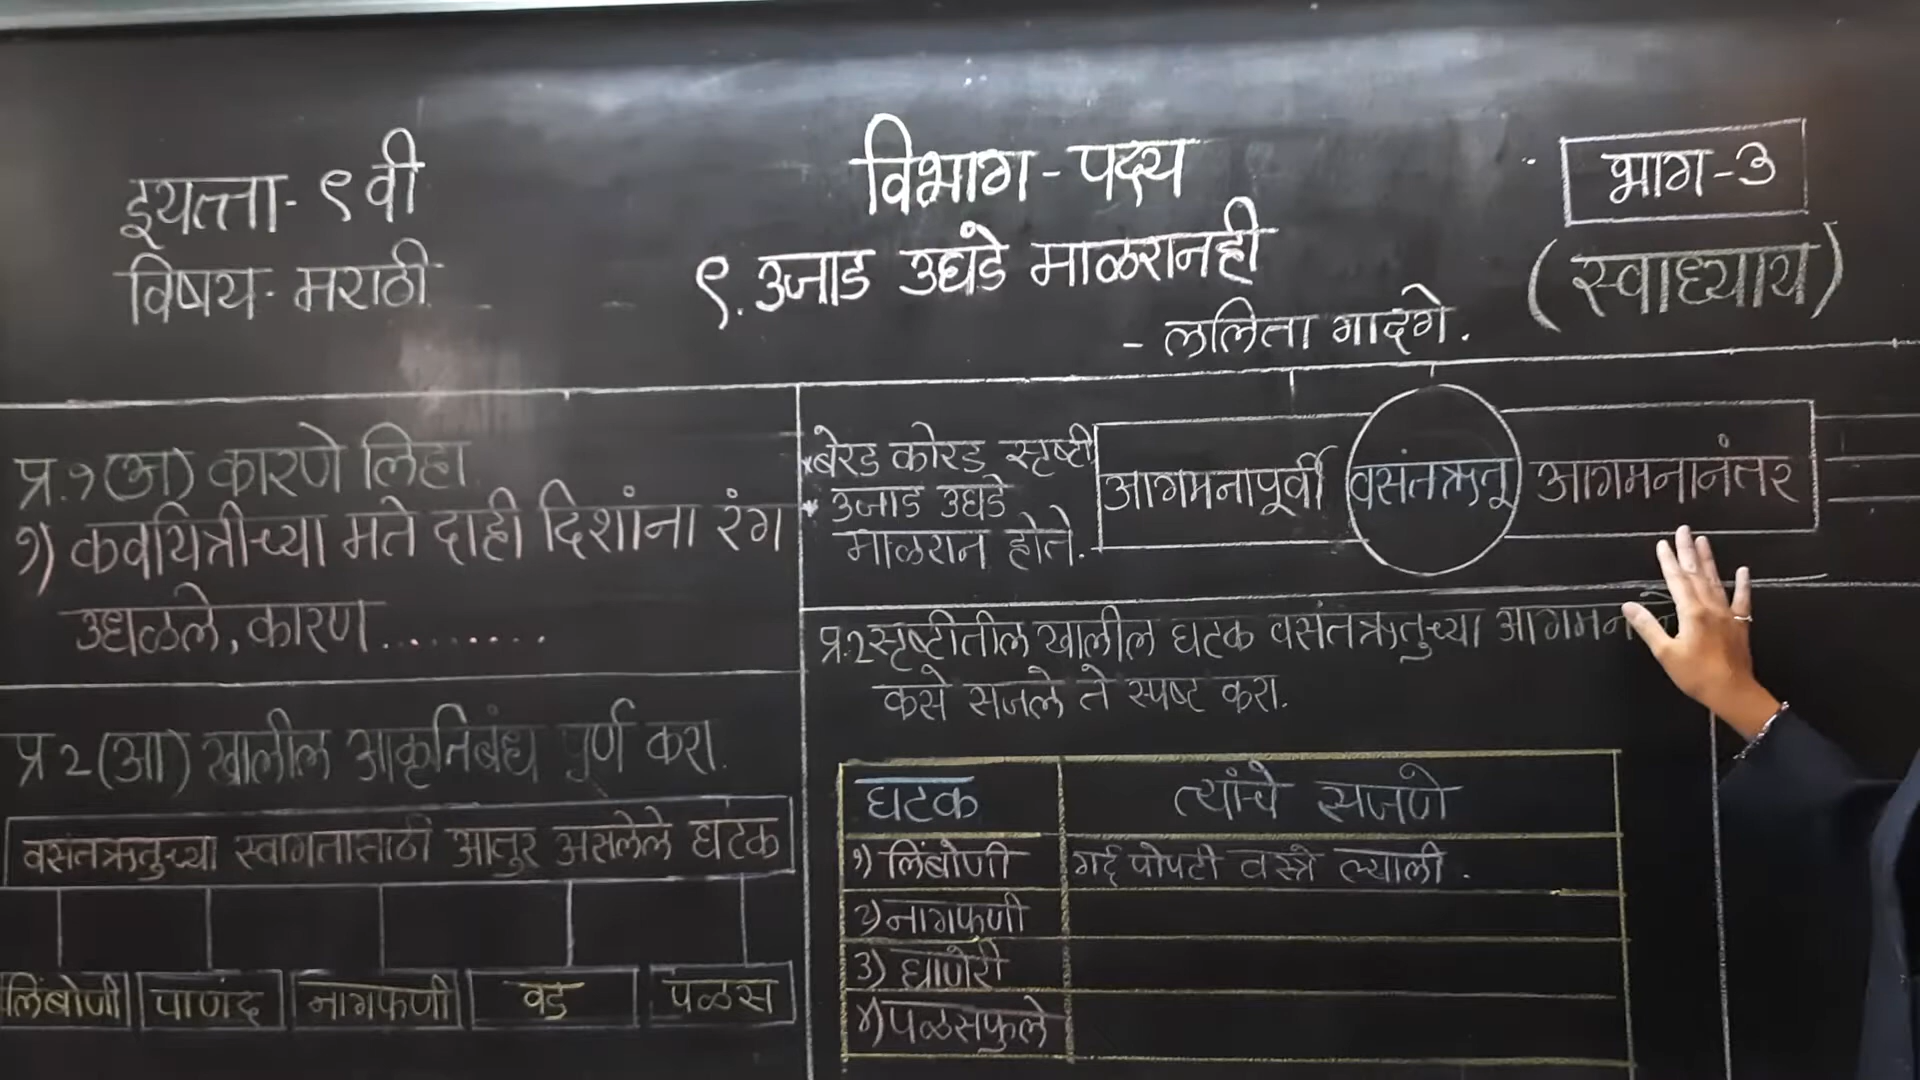 इयत्ता - ९ वी
विषय - मराठी
विभाग - पद्य
९. उजाड उघडे माळरानही
- ललिता गादगे.
भाग - ३
(स्वाध्याय)
प्र.१(अ) कारणे लिहा
१) कवयित्रीच्या मते दाही दिशांना रंग
उधळले, कारण.........
प्र २(आ) खालील आकृतिबंध पुर्ण करा.
वसंतऋतुच्या स्वागतासाठी आतुर असलेले घटक
लिंबोणी पाणंद नागफणी वड पळस
* बेरड कोरड सृष्टी
* उजाड उघडे
माळरान होते.
आगमनापूर्वी वसंतऋतू आगमनानंतर
प्र.२ सृष्टीतील खालील घटक वसंतऋतुच्या
कसे सजले ते स्पष्ट करा.
घटक त्यांचे सजणे
१) लिंबोणी गर्द पोपटी वस्त्रे ल्याली.
२) नागफणी
३) घाणेरी
४) पळसफुले